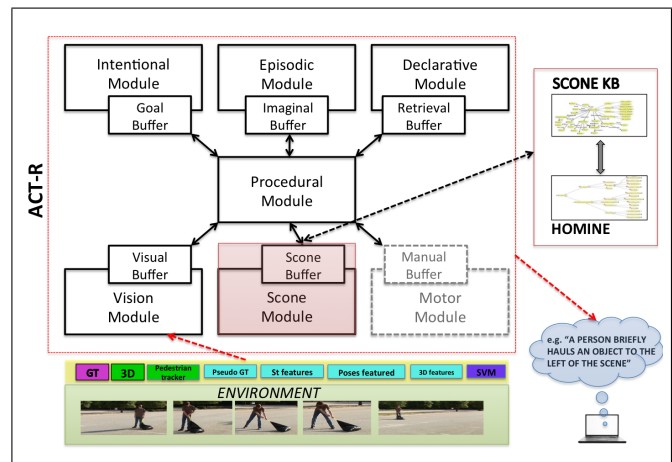 ACT-R
Intentional
Module
Goal
Buffer
Episodic
Module
Imaginal
Buffer
Declarative
Module
Retrieval
Buffer
Procedural
Module
Visual
Buffer
Vision
Module
Scone
Buffer
Scone
Module
Manual
Buffer
Motor
Module
SCONE KB
HOMINE
e.g. "A PERSON BRIEFLY
HAULS AN OBJECT TO THE
LEFT OF THE SCENE"
GT
3D
Pedestrian
tracker
Pseudo GT
St features
Poses featured
3D features
SVM
ENVIRONMENT